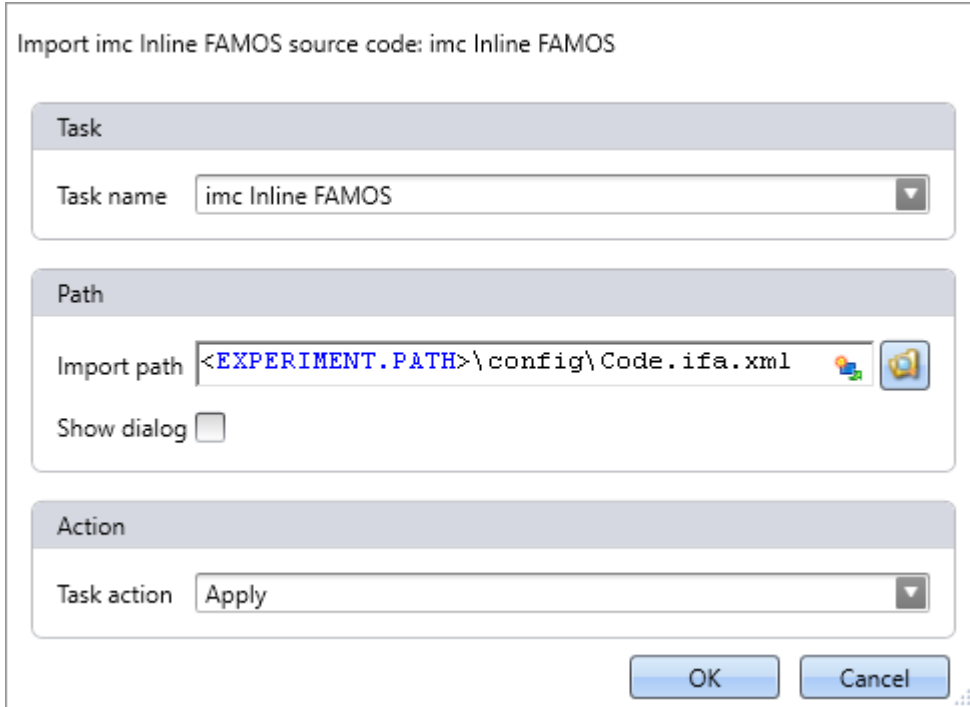 Import imc Inline FAMOS source code: imc Inline FAMOS
Task
Task name imc Inline FAMOS
Path
Import path <EXPERIMENT.PATH>\config\Code.ifa.xml
Show dialog
Action
Task action Apply
OK Cancel